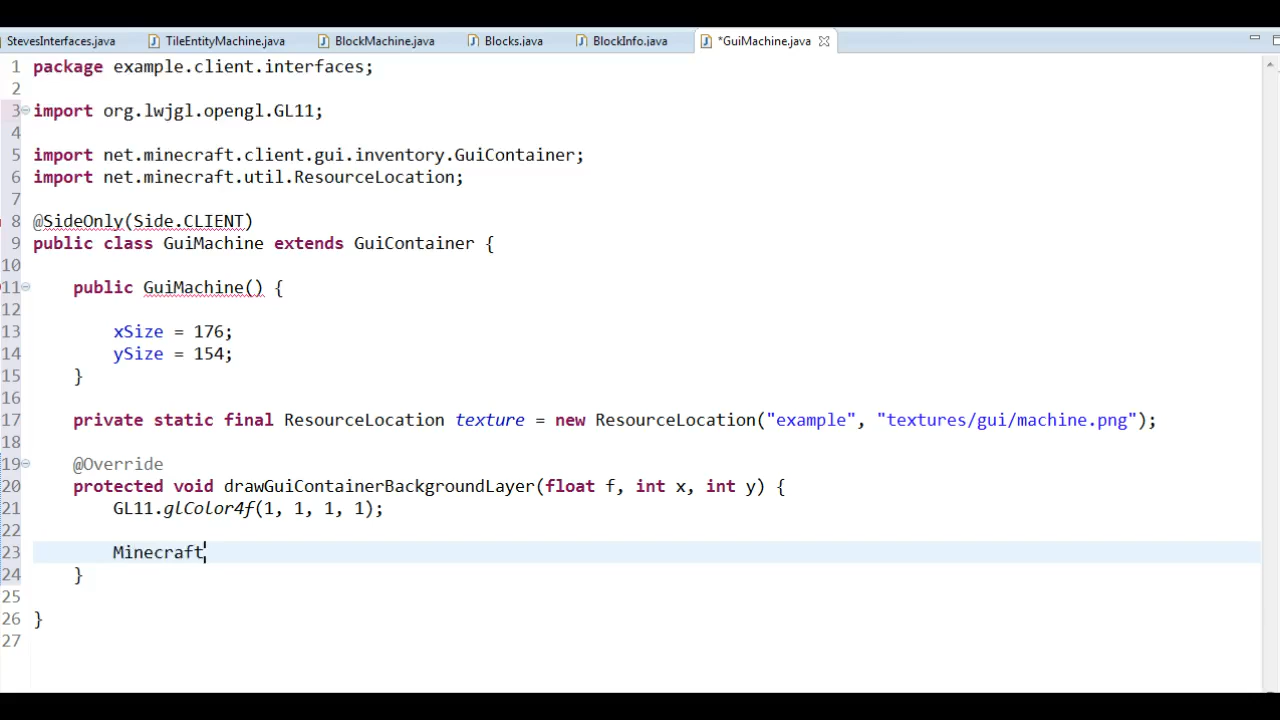 StevesInterfaces.java TileEntityMachine.java BlockMachine.java Blocks.java BlockInfo.java *GuiMachine.java
1 package example.client.interfaces;
2
3 import org.lwjgl.opengl.GL11;
4
5 import net.minecraft.client.gui.inventory.GuiContainer;
6 import net.minecraft.util.ResourceLocation;
7
8 @SideOnly(Side.CLIENT)
9 public class GuiMachine extends GuiContainer {
10
11 public GuiMachine() {
12
13 xSize = 176;
14 ySize = 154;
15 }
16
17 private static final ResourceLocation texture = new ResourceLocation("example", "textures/gui/machine.png");
18
19 @Override
20 protected void drawGuiContainerBackgroundLayer(float f, int x, int y) {
21 GL11.glColor4f(1, 1, 1, 1);
22
23 Minecraft
24 }
25
26 }
27